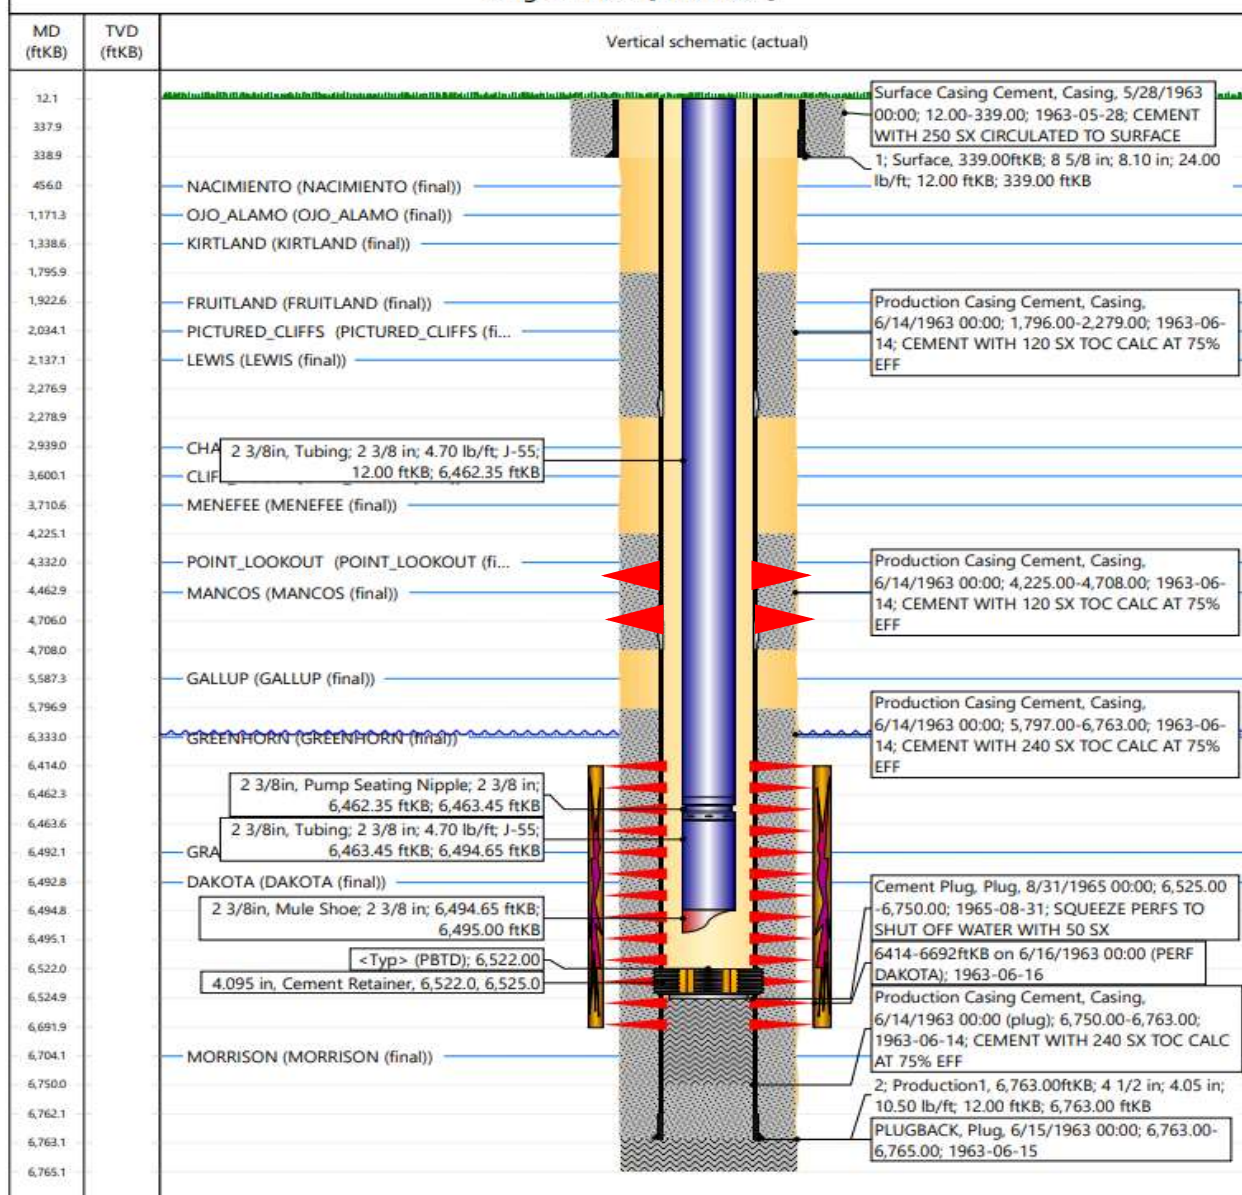 MD
(ftKB)
TVD
(ftKB)
Vertical schematic (actual)
12.1
337.9
338.9
456.0
1,171.3
1,338.6
1,795.9
1,922.6
2,034.1
2,137.1
2,276.9
2,278.9
2,939.0
3,600.1
3,710.6
4,225.1
4,332.0
4,462.9
4,706.0
4,708.0
5,587.3
5,796.9
6,333.0
6,414.0
6,462.3
6,463.6
6,492.1
6,492.8
6,494.8
6,495.1
6,522.0
6,524.9
6,691.9
6,704.1
6,750.0
6,762.1
6,763.1
6,765.1
NACIMIENTO (NACIMIENTO (final))
OJO_ALAMO (OJO_ALAMO (final))
KIRTLAND (KIRTLAND (final))
FRUITLAND (FRUITLAND (final))
PICTURED_CLIFFS (PICTURED_CLIFFS (fi...
LEWIS (LEWIS (final))
CHA
2 3/8in, Tubing; 2 3/8 in; 4.70 lb/ft; J-55;
12.00 ftKB; 6,462.35 ftKB
CLIF
MENEFEE (MENEFEE (final))
POINT_LOOKOUT (POINT_LOOKOUT (fi...
MANCOS (MANCOS (final))
GALLUP (GALLUP (final))
GREENHORN (GREENHORN (final))
2 3/8in, Pump Seating Nipple; 2 3/8 in;
6,462.35 ftKB; 6,463.45 ftKB
2 3/8in, Tubing; 2 3/8 in; 4.70 lb/ft; J-55;
6,463.45 ftKB; 6,494.65 ftKB
GRA
DAKOTA (DAKOTA (final))
2 3/8in, Mule Shoe; 2 3/8 in; 6,494.65 ftKB;
6,495.00 ftKB
<Typ> (PBTD); 6,522.00
4.095 in, Cement Retainer, 6,522.0, 6,525.0
MORRISON (MORRISON (final))
Surface Casing Cement, Casing, 5/28/1963
00:00; 12.00-339.00; 1963-05-28; CEMENT
WITH 250 SX CIRCULATED TO SURFACE
1; Surface, 339.00ftKB; 8 5/8 in; 8.10 in; 24.00
lb/ft; 12.00 ftKB; 339.00 ftKB
Production Casing Cement, Casing,
6/14/1963 00:00; 1,796.00-2,279.00; 1963-06-
14; CEMENT WITH 120 SX TOC CALC AT 75%
EFF
Production Casing Cement, Casing,
6/14/1963 00:00; 4,225.00-4,708.00; 1963-06-
14; CEMENT WITH 120 SX TOC CALC AT 75%
EFF
Production Casing Cement, Casing,
6/14/1963 00:00; 5,797.00-6,763.00; 1963-06-
14; CEMENT WITH 240 SX TOC CALC AT 75%
EFF
Cement Plug, Plug, 8/31/1965 00:00; 6,525.00
-6,750.00; 1965-08-31; SQUEEZE PERFS TO
SHUT OFF WATER WITH 50 SX
6414-6692ftKB on 6/16/1963 00:00 (PERF
DAKOTA); 1963-06-16
Production Casing Cement, Casing,
6/14/1963 00:00 (plug); 6,750.00-6,763.00;
1963-06-14; CEMENT WITH 240 SX TOC CALC
AT 75% EFF
2; Production1, 6,763.00ftKB; 4 1/2 in; 4.05 in;
10.50 lb/ft; 12.00 ftKB; 6,763.00 ftKB
PLUGBACK, Plug, 6/15/1963 00:00; 6,763.00-
6,765.00; 1963-06-15